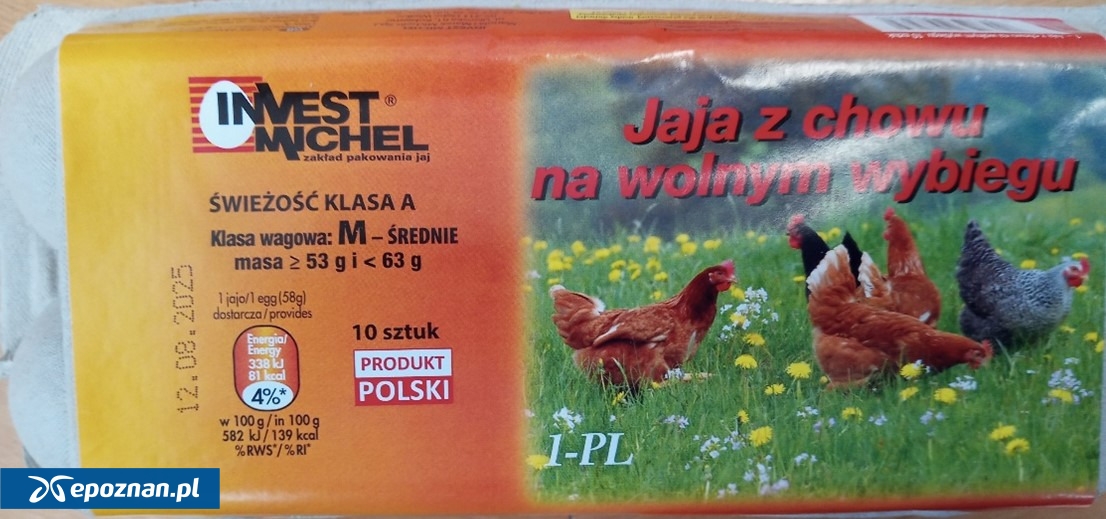 INVEST ®
MICHEL
zakład pakowania jaj
ŚWIEŻOŚĆ KLASA A
Klasa wagowa: M – ŚREDNIE
masa ≥ 53 g i < 63 g
12.08.2025
1 jajo/1 egg (58g)
dostarcza/provides
Energia/
Energy
338 kJ
81 kcal
4%*
w 100 g/in 100 g
582 kJ/139 kcal
%RWS*/%RI*
10 sztuk
PRODUKT
POLSKI
Jaja z chowu
na wolnym wybiegu
1-PL
epoznan.pl